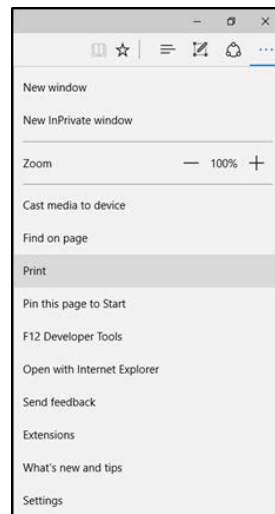 New window
New InPrivate window
Zoom — 100% +
Cast media to device
Find on page
Print
Pin this page to Start
F12 Developer Tools
Open with Internet Explorer
Send feedback
Extensions
What's new and tips
Settings